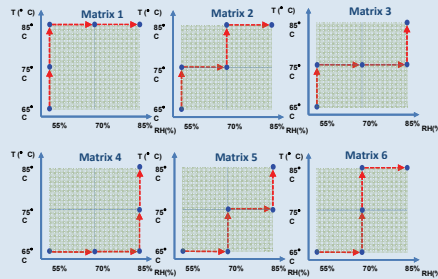 T (° C) Matrix 1
85°
C
75°
C
65°
C
55% 70% 85%
RH(%)
T (° C) Matrix 2
85°
C
75°
C
65°
C
55% 70% 85%
RH(%)
T (° C) Matrix 3
85°
C
75°
C
65°
C
55% 70% 85%
RH(%)
T (° C) Matrix 4
85°
C
75°
C
65°
C
55% 70% 85%
RH(%)
T (° C) Matrix 5
85°
C
75°
C
65°
C
55% 70% 85%
RH(%)
T (° C) Matrix 6
85°
C
75°
C
65°
C
55% 70% 85%
RH(%)